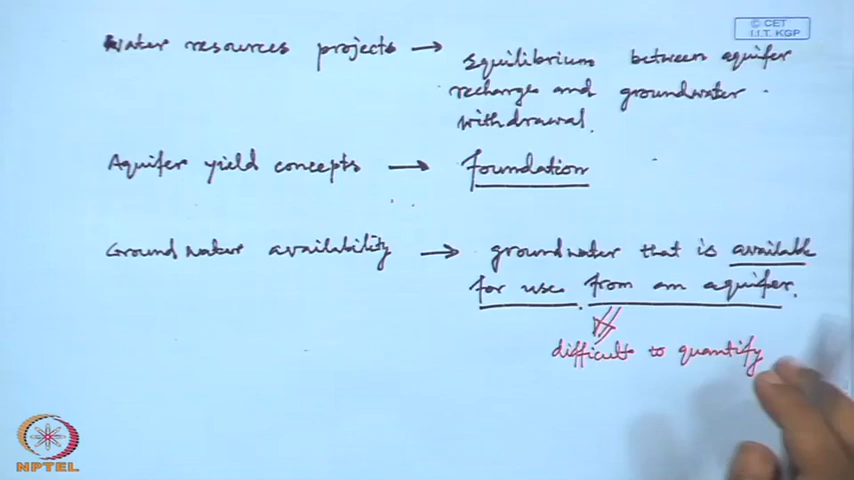 © CET
I.I.T. KGP
Water resources projects → Equilibrium between aquifer
recharge and groundwater
withdrawal.
Aquifer yield concepts → foundation
Groundwater availability → groundwater that is available
for use from an aquifer.
difficult to quantify
NPTEL